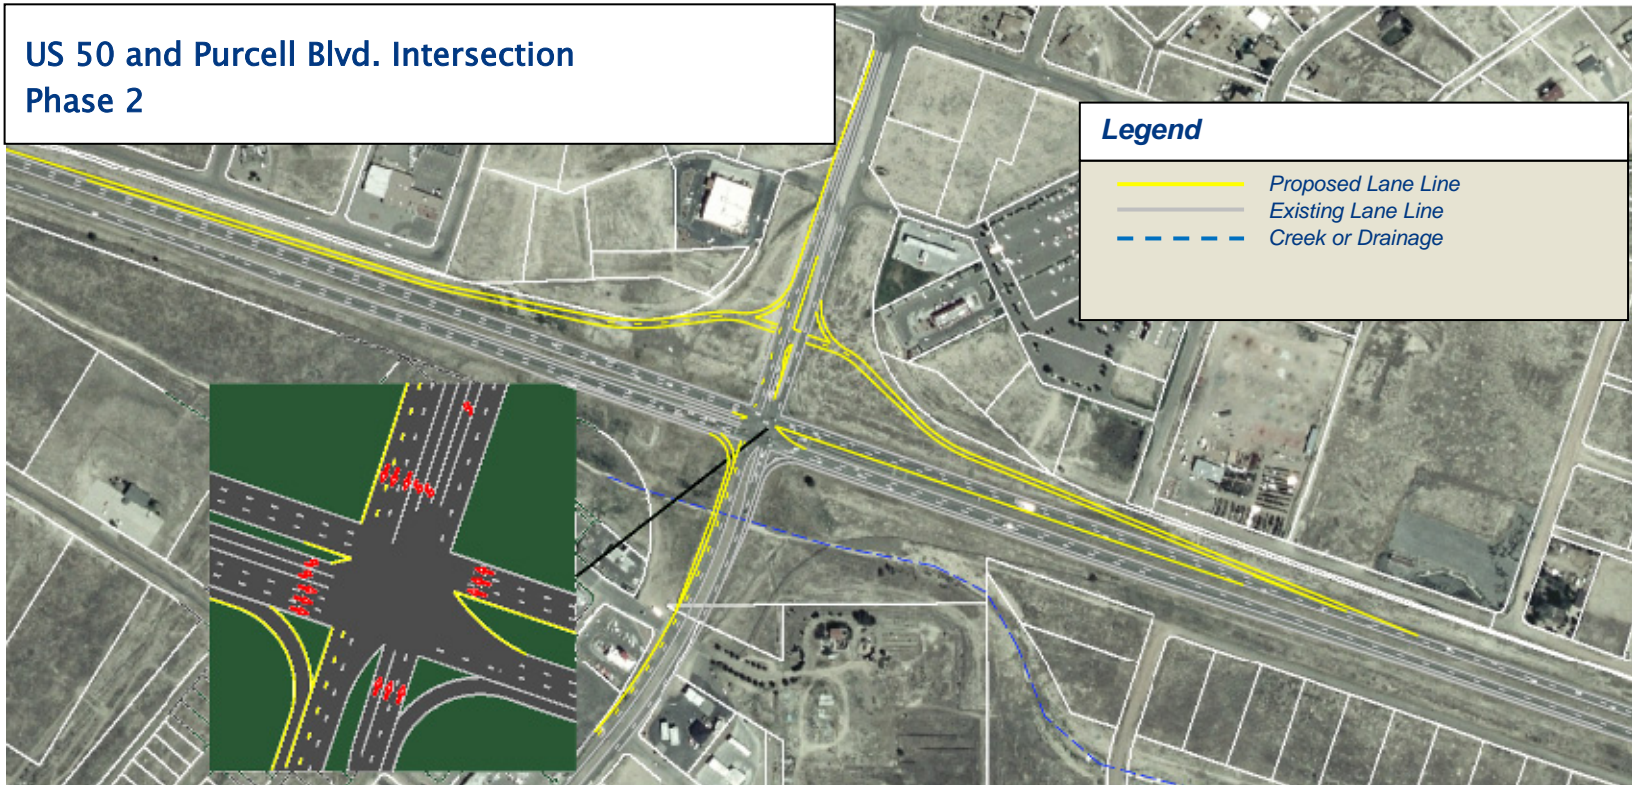 US 50 and Purcell Blvd. Intersection
Phase 2
Legend
Proposed Lane Line
Existing Lane Line
Creek or Drainage